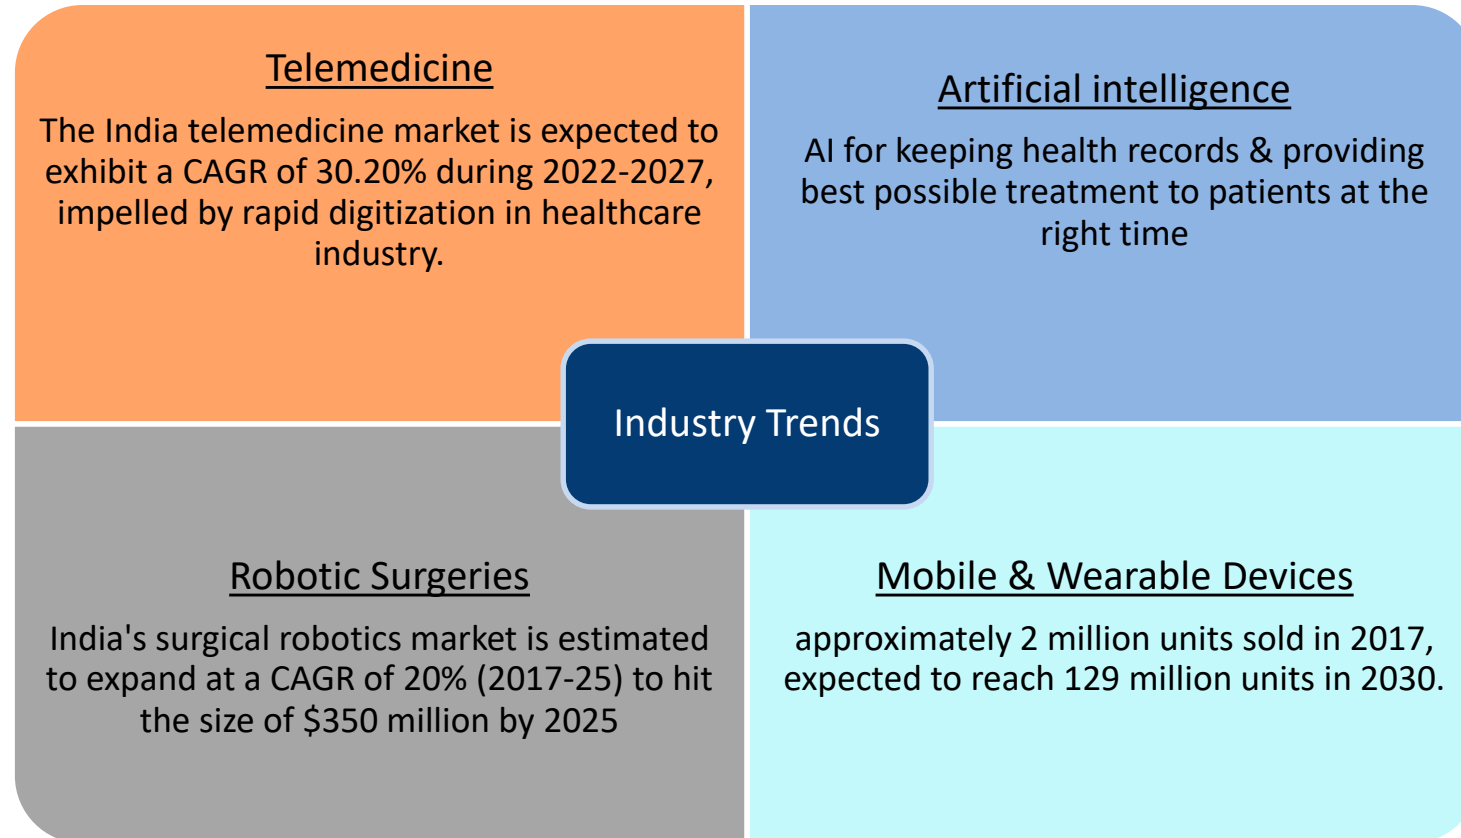 Telemedicine
The India telemedicine market is expected to
exhibit a CAGR of 30.20% during 2022-2027,
impelled by rapid digitization in healthcare
industry.
Artificial intelligence
AI for keeping health records & providing
best possible treatment to patients at the
right time
Industry Trends
Robotic Surgeries
India's surgical robotics market is estimated
to expand at a CAGR of 20% (2017-25) to hit
the size of $350 million by 2025
Mobile & Wearable Devices
approximately 2 million units sold in 2017,
expected to reach 129 million units in 2030.